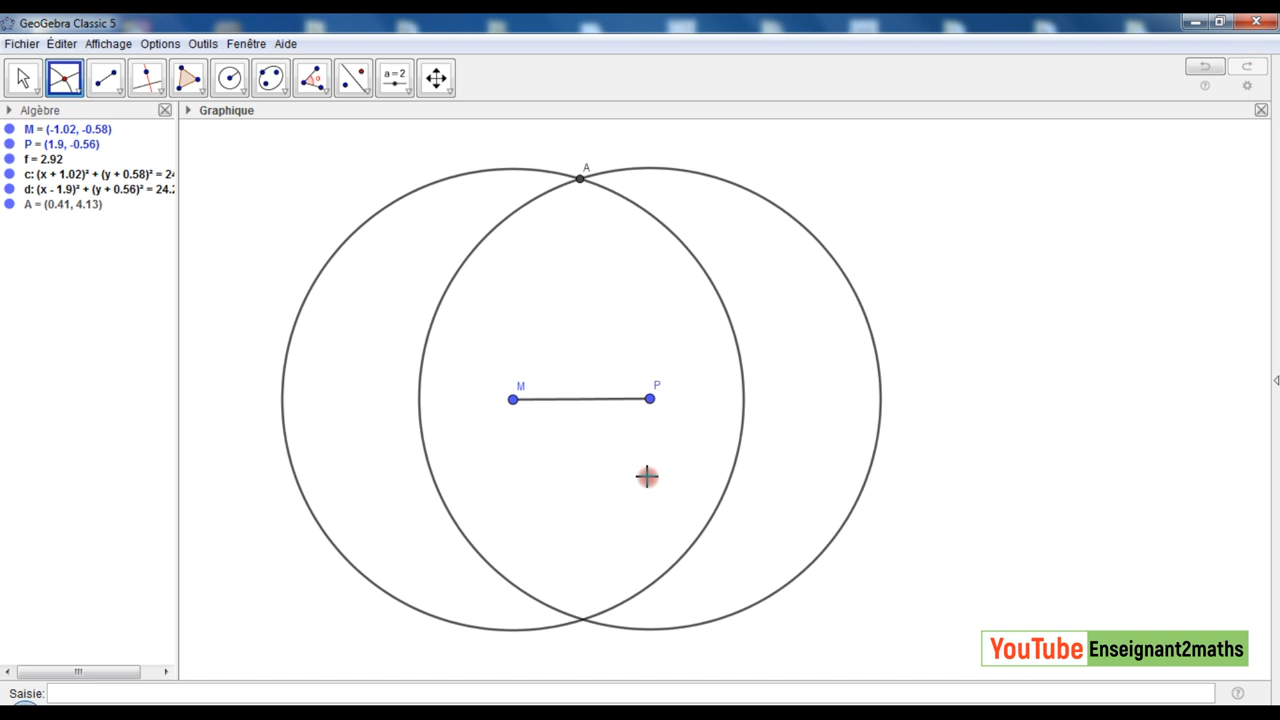 GeoGebra Classic 5
Fichier Éditer Affichage Options Outils Fenêtre Aide
α
a = 2
Algèbre
Graphique
M = (-1.02, -0.58)
P = (1.9, -0.56)
f = 2.92
c: (x + 1.02)² + (y + 0.58)² = 24
d: (x - 1.9)² + (y + 0.56)² = 24.2
A = (0.41, 4.13)
A
M
P
YouTube Enseignant2maths
Saisie: